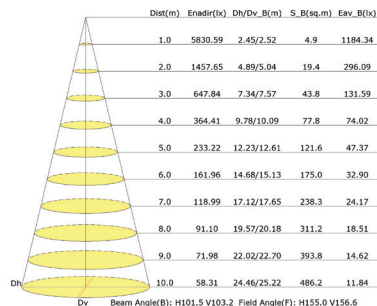 Dist(m) Enadir(lx) Dh/Dv_B(m) S_B(sq.m) Eav_B(lx)
1.0 5830.59 2.45/2.52 4.9 1184.34
2.0 1457.65 4.89/5.04 19.4 296.09
3.0 647.84 7.34/7.57 43.8 131.59
4.0 364.41 9.78/10.09 77.8 74.02
5.0 233.22 12.23/12.61 121.6 47.37
6.0 161.96 14.68/15.13 175.0 32.90
7.0 118.99 17.12/17.65 238.3 24.17
8.0 91.10 19.57/20.18 311.2 18.51
9.0 71.98 22.02/22.70 393.8 14.62
Dh 10.0 58.31 24.46/25.22 486.2 11.84
Dv Beam Angle(B): H101.5 V103.2 Field Angle(F): H155.0 V156.6